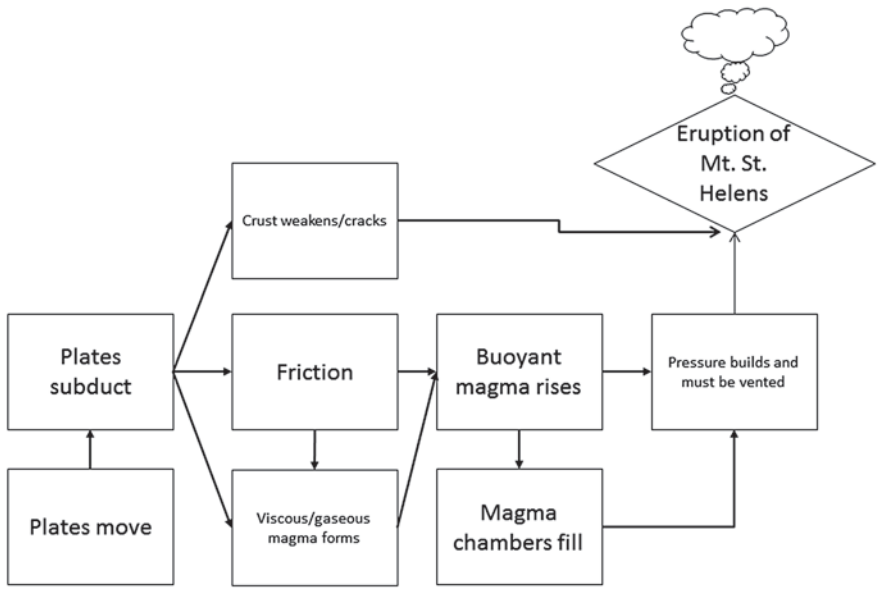 Eruption of
Mt. St.
Helens
Crust weakens/cracks
Plates
subduct
Friction
Buoyant
magma rises
Pressure builds and
must be vented
Plates move
Viscous/gaseous
magma forms
Magma
chambers fill